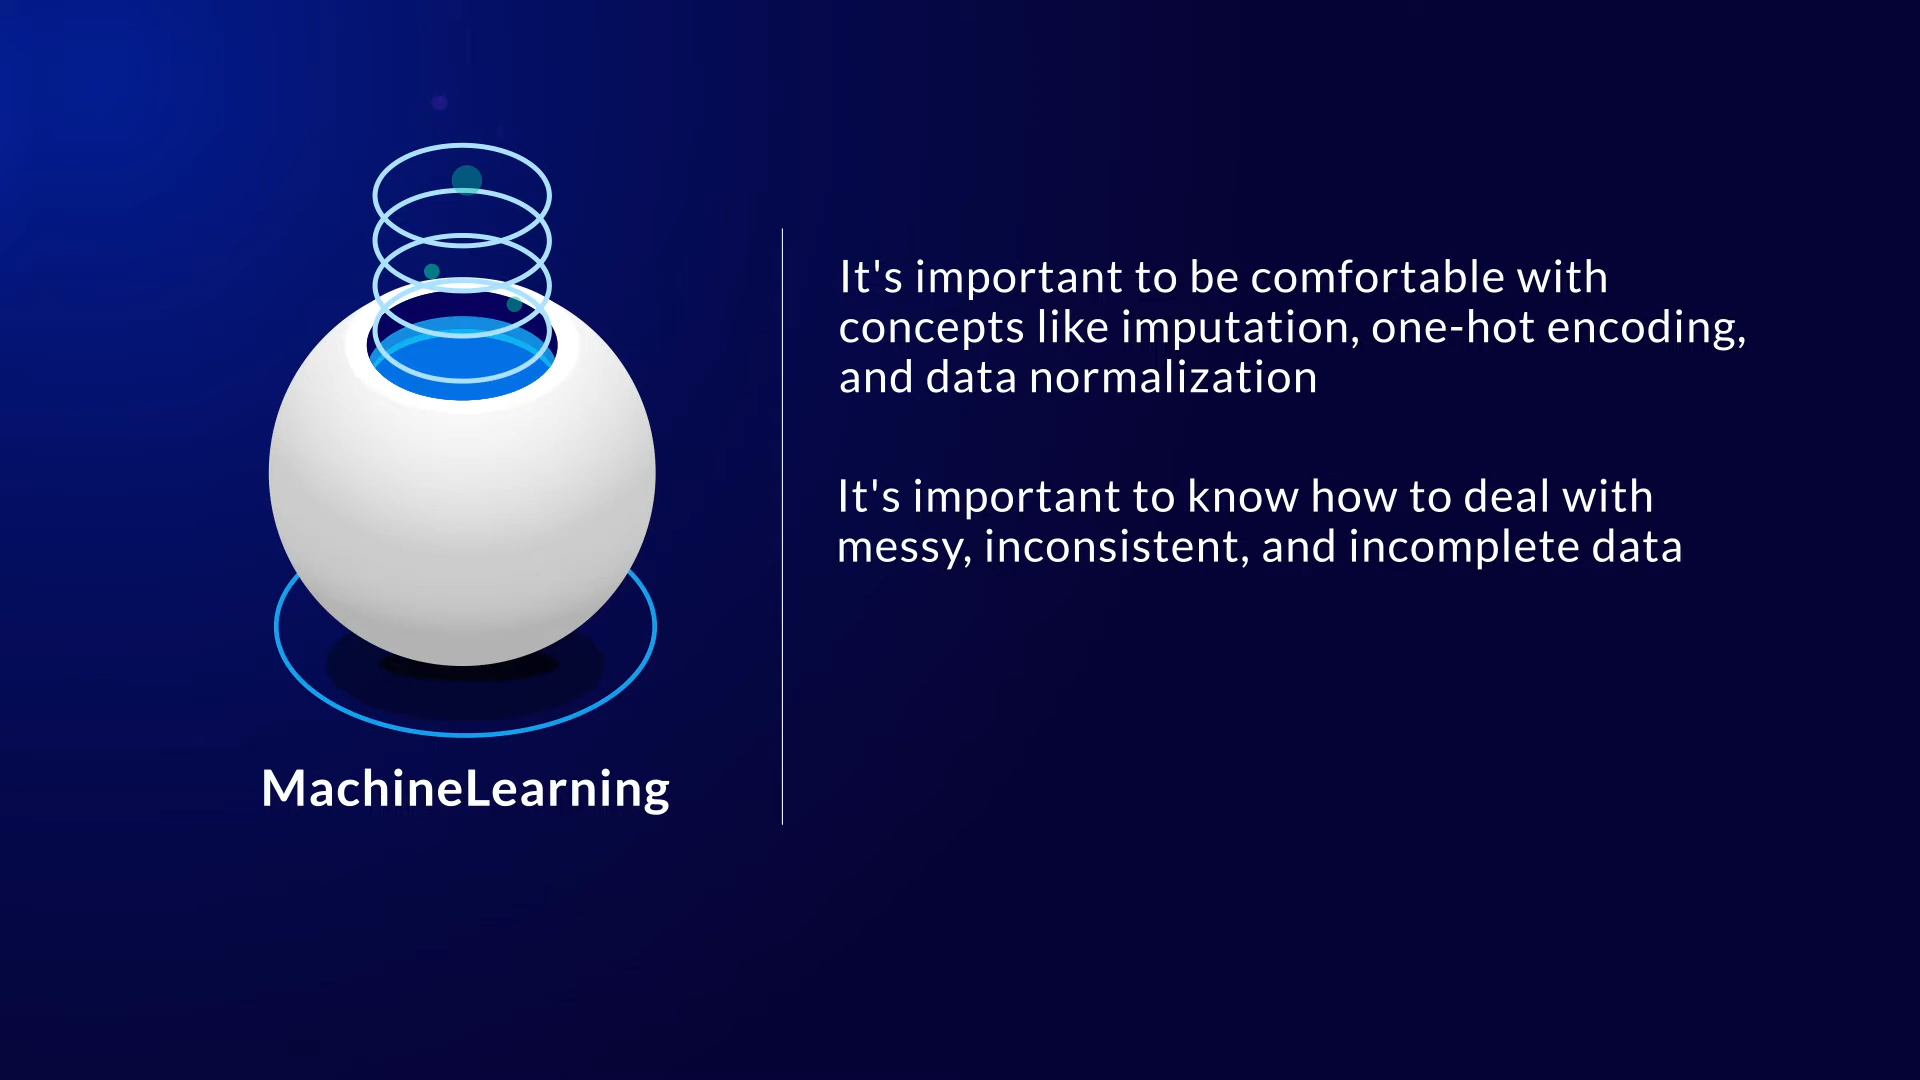 It's important to be comfortable with
concepts like imputation, one-hot encoding,
and data normalization
It's important to know how to deal with
messy, inconsistent, and incomplete data
MachineLearning